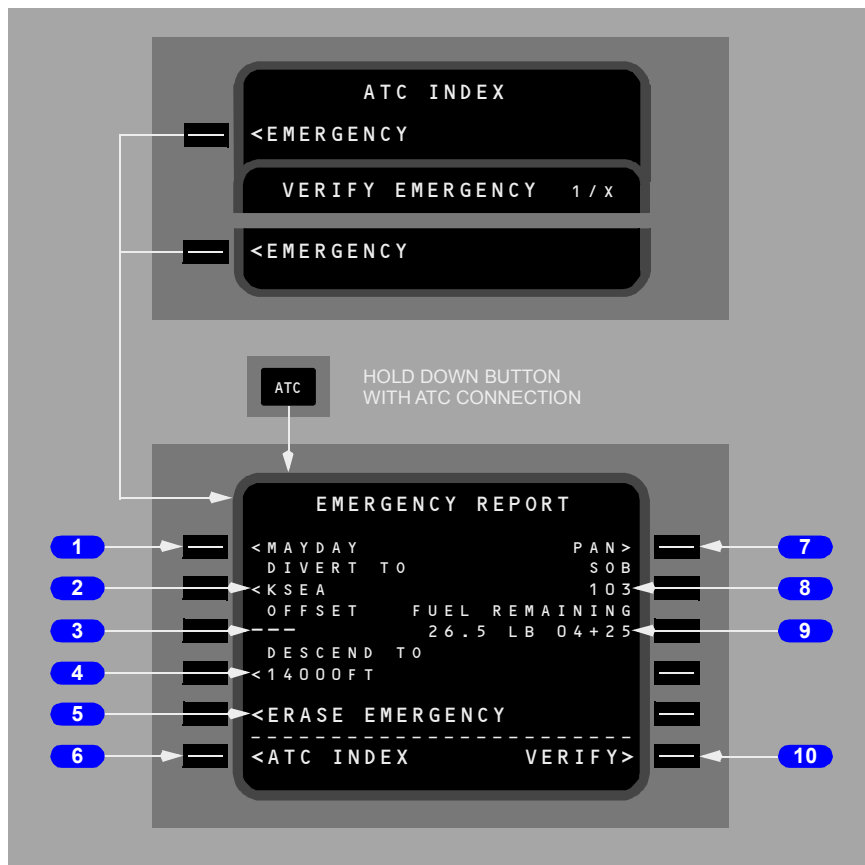 ATC INDEX
<EMERGENCY
VERIFY EMERGENCY 1/X
<EMERGENCY
ATC
HOLD DOWN BUTTON
WITH ATC CONNECTION
EMERGENCY REPORT
1 <MAYDAY PAN> 7
DIVERT TO SOB
2 <KSEA 103 8
OFFSET FUEL REMAINING
3 --- 26.5 LB 04+25 9
DESCEND TO
4 <14000FT
5 <ERASE EMERGENCY
------------------------
6 <ATC INDEX VERIFY> 10